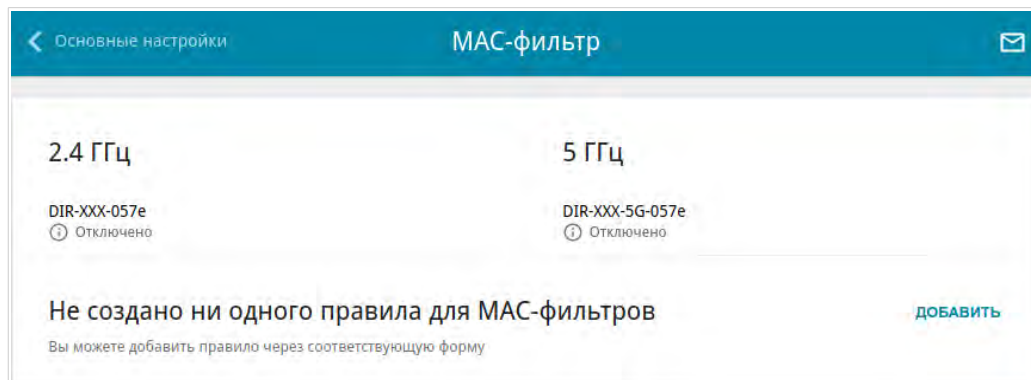 Основные настройки
MAC-фильтр
2.4 ГГц
DIR-XXX-057e
Отключено
5 ГГц
DIR-XXX-5G-057e
Отключено
Не создано ни одного правила для MAC-фильтров
ДОБАВИТЬ
Вы можете добавить правило через соответствующую форму